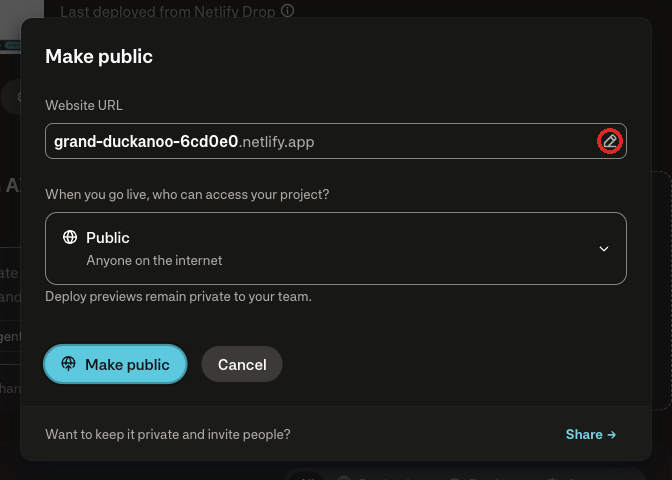 Last deployed from Netlify Drop
Make public
Website URL
grand-duckanoo-6cd0e0.netlify.app
When you go live, who can access your project?
Public
Anyone on the internet
Deploy previews remain private to your team.
Make public
Cancel
Want to keep it private and invite people?
Share →